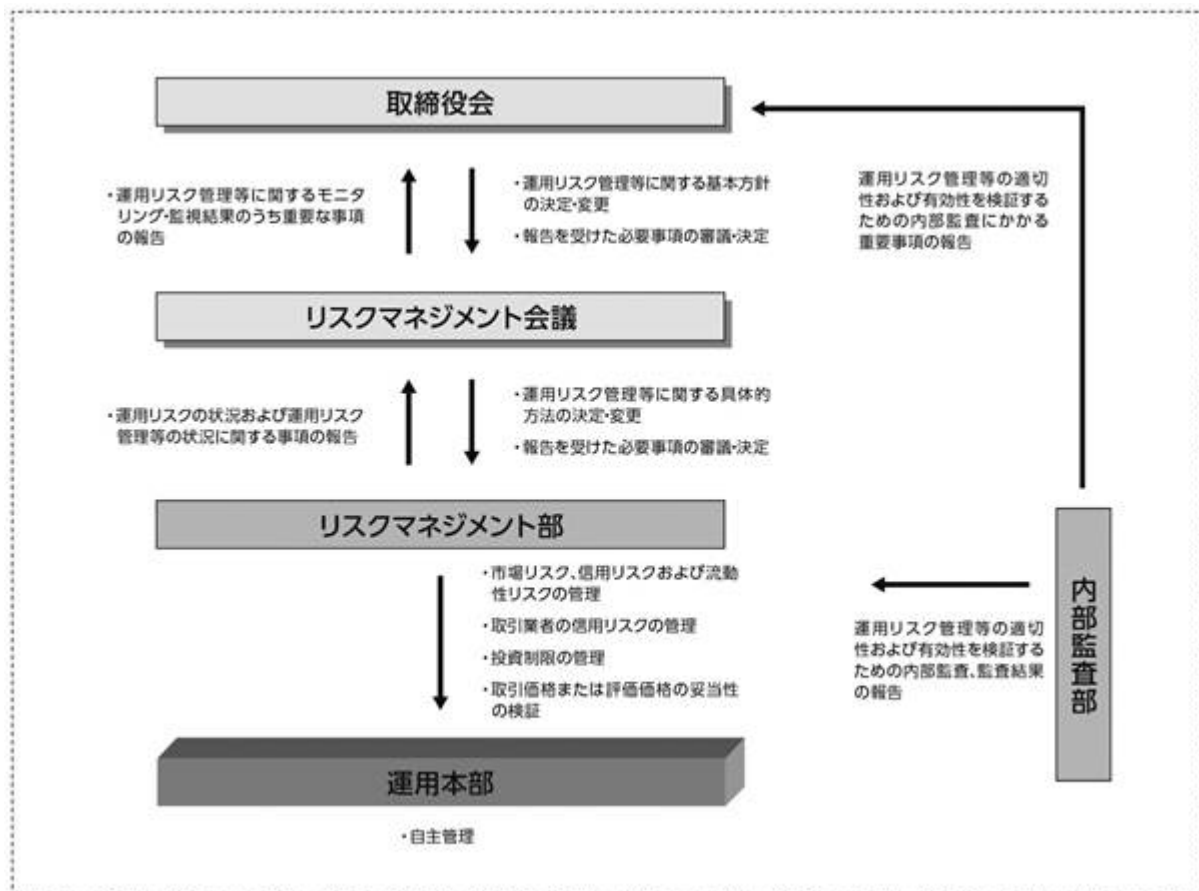 取締役会
・運用リスク管理等に関するモニタ
リング・監視結果のうち重要な事項
の報告
・運用リスク管理等に関する基本方針
の決定・変更
・報告を受けた必要事項の審議・決定
運用リスク管理等の適切
性および有効性を検証する
ための内部監査にかかる
重要事項の報告
リスクマネジメント会議
・運用リスクの状況および運用リスク
管理等の状況に関する事項の報告
・運用リスク管理等に関する具体的
方法の決定・変更
・報告を受けた必要事項の審議・決定
リスクマネジメント部
・市場リスク、信用リスクおよび流動
性リスクの管理
・取引業者の信用リスクの管理
・投資制限の管理
・取引価格または評価価格の妥当性
の検証
運用リスク管理等の適切
性および有効性を検証する
ための内部監査、監査結果
の報告
内部監査部
運用本部
・自主管理